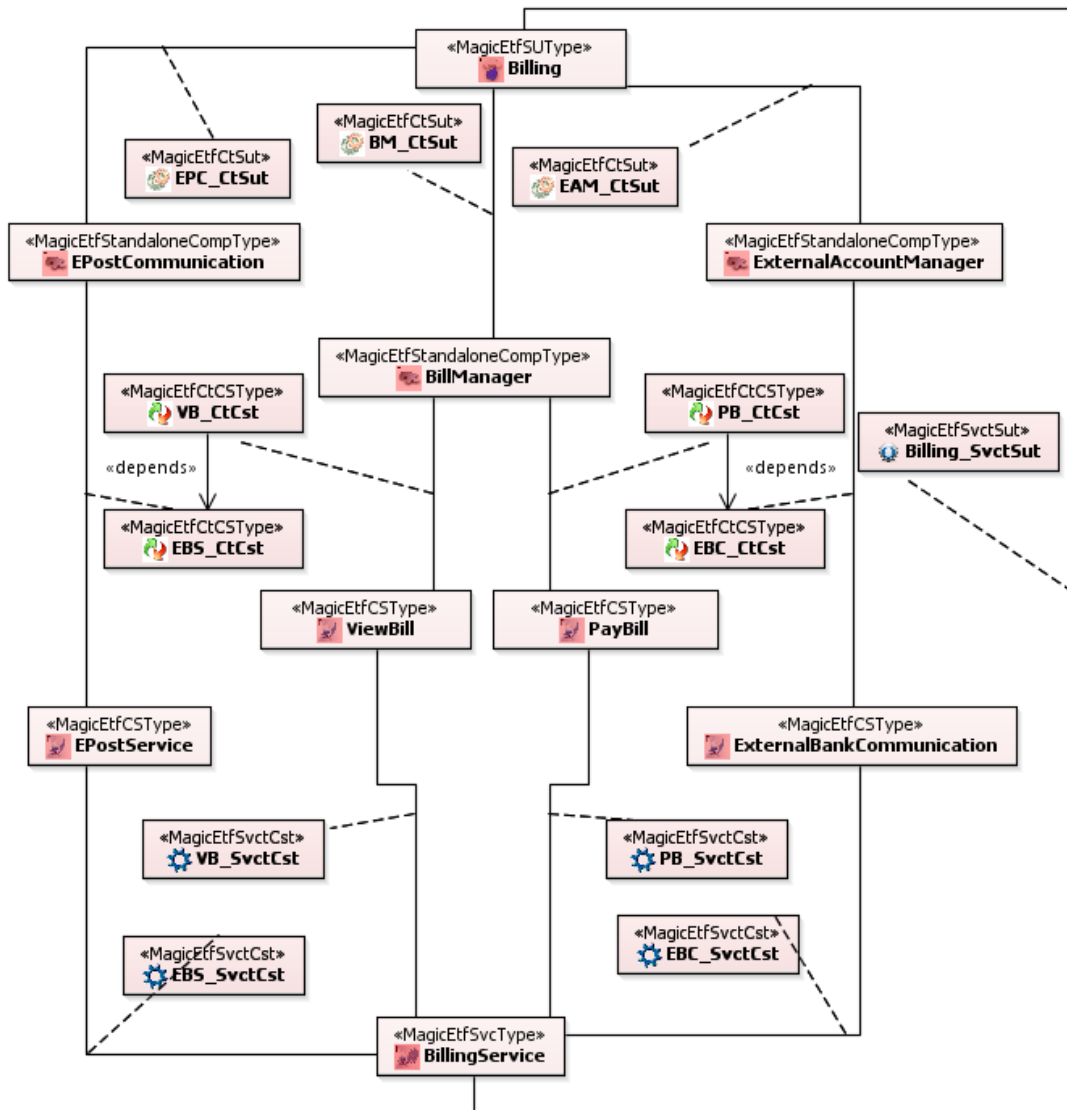 «MagicEtfSUType»
Billing
«MagicEtfCtSut»
BM_CtSut
«MagicEtfCtSut»
EPC_CtSut
«MagicEtfCtSut»
EAM_CtSut
«MagicEtfStandaloneCompType»
EPostCommunication
«MagicEtfStandaloneCompType»
ExternalAccountManager
«MagicEtfStandaloneCompType»
BillManager
«MagicEtfCtCSType»
VB_CtCst
«MagicEtfCtCSType»
PB_CtCst
«MagicEtfSvctSut»
Billing_SvctSut
«depends»
«depends»
«MagicEtfCtCSType»
EBS_CtCst
«MagicEtfCtCSType»
EBC_CtCst
«MagicEtfCSType»
ViewBill
«MagicEtfCSType»
PayBill
«MagicEtfCSType»
EPostService
«MagicEtfCSType»
ExternalBankCommunication
«MagicEtfSvctCst»
VB_SvctCst
«MagicEtfSvctCst»
PB_SvctCst
«MagicEtfSvctCst»
EBS_SvctCst
«MagicEtfSvctCst»
EBC_SvctCst
«MagicEtfSvcType»
BillingService